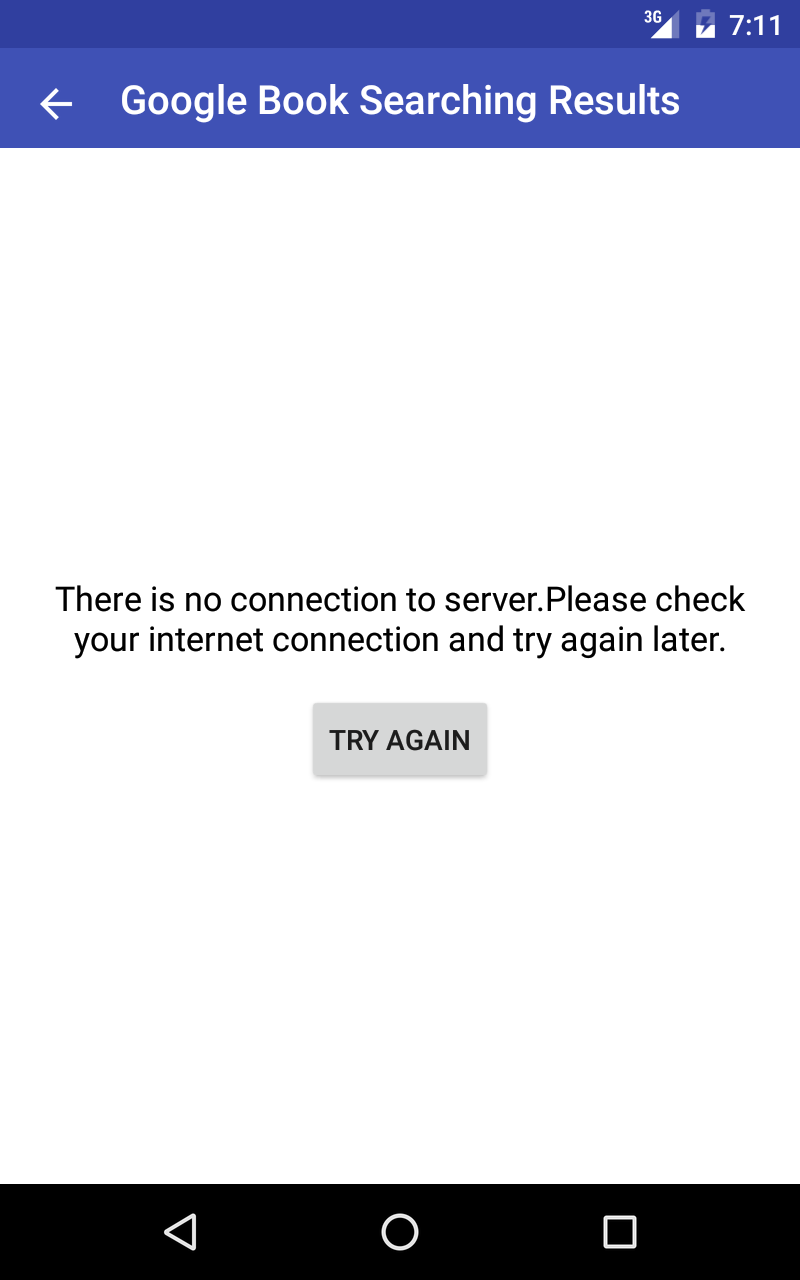 3G 7:11
Google Book Searching Results
There is no connection to server.Please check
your internet connection and try again later.
TRY AGAIN